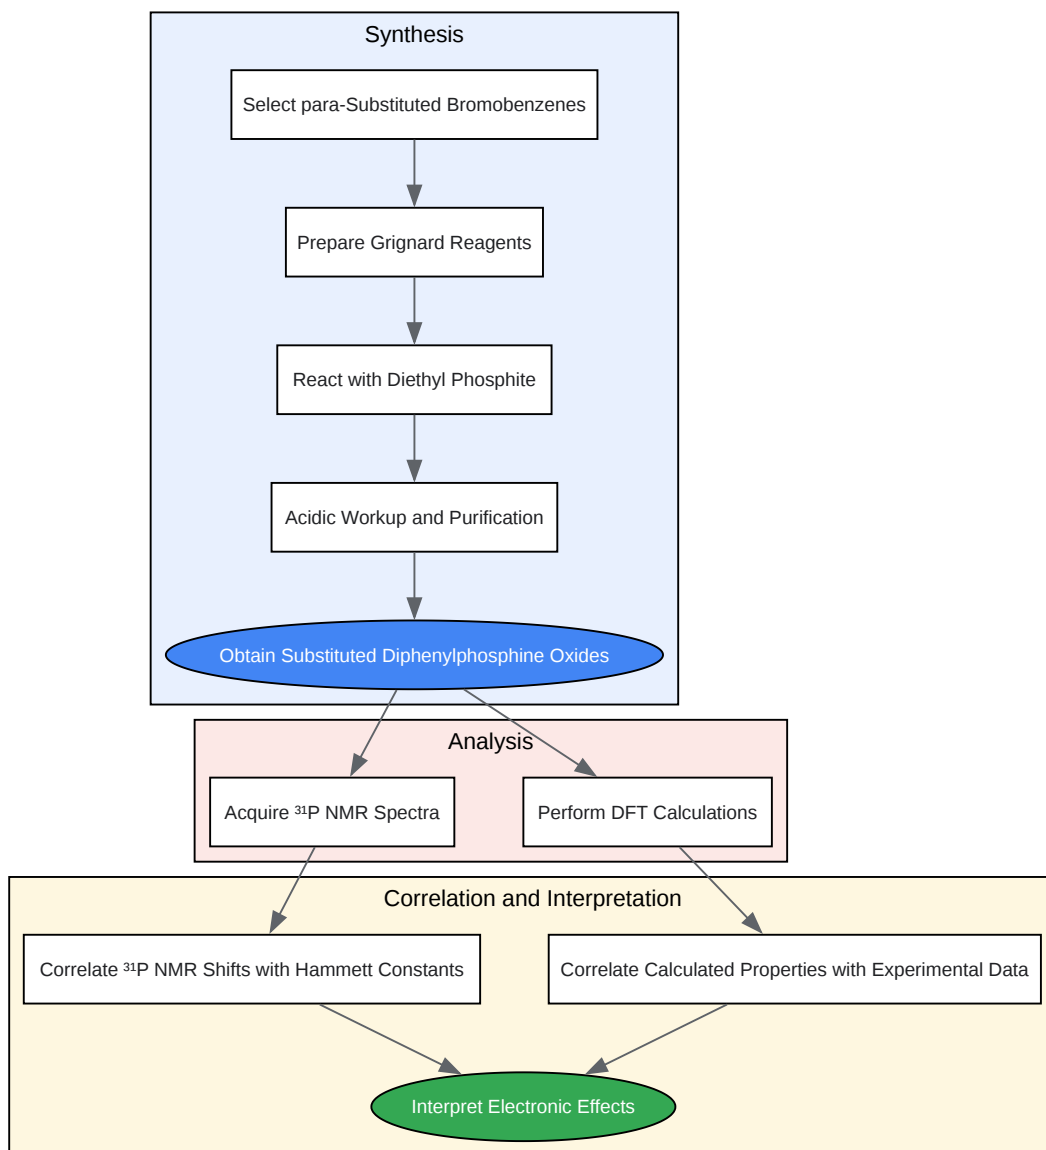 Synthesis
Select para-Substituted Bromobenzenes
Prepare Grignard Reagents
React with Diethyl Phosphite
Acidic Workup and Purification
Obtain Substituted Diphenylphosphine Oxides
Analysis
Acquire ³¹P NMR Spectra
Perform DFT Calculations
Correlation and Interpretation
Correlate ³¹P NMR Shifts with Hammett Constants
Correlate Calculated Properties with Experimental Data
Interpret Electronic Effects